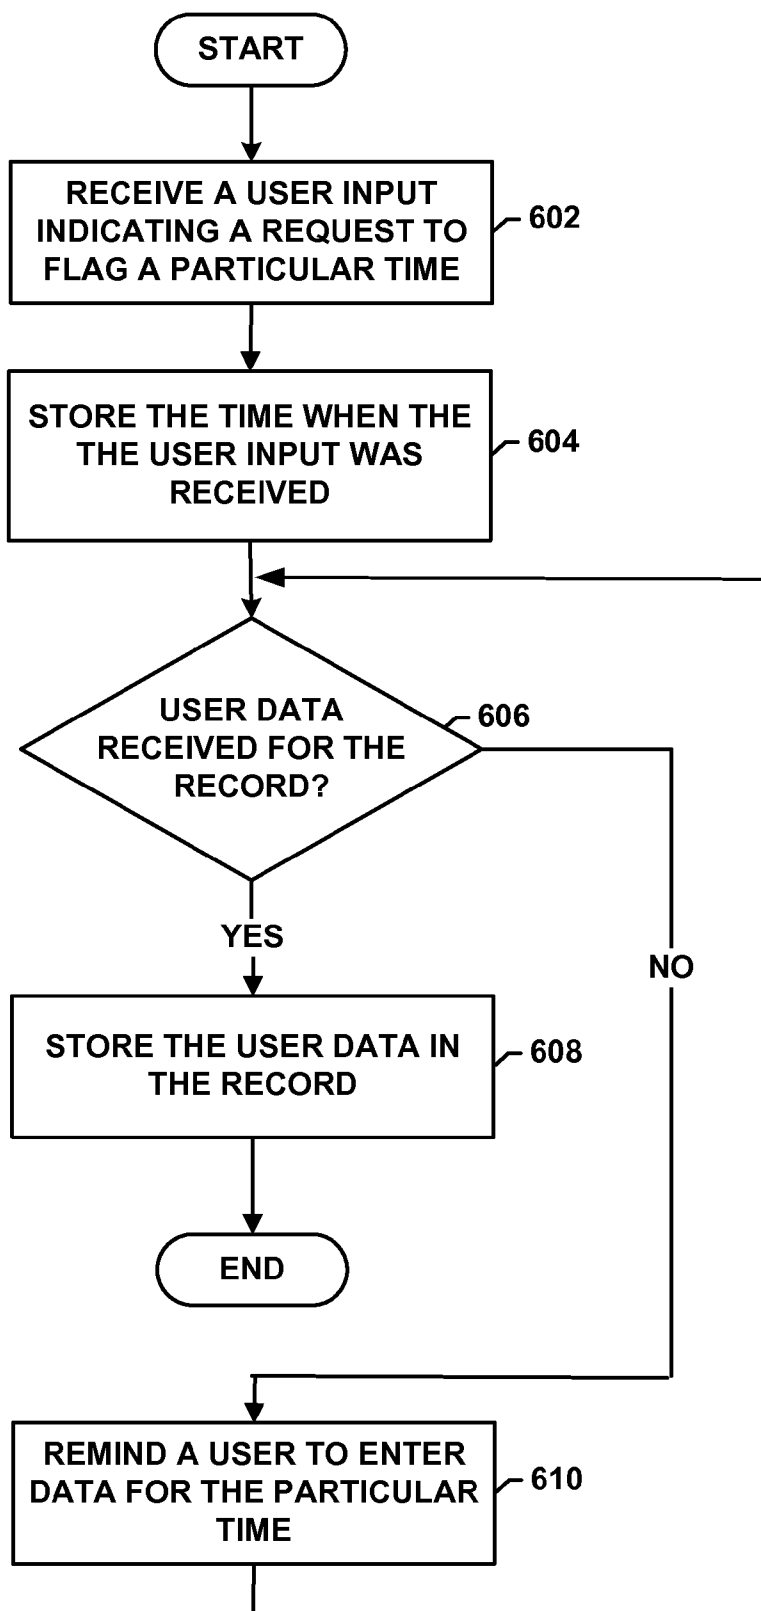 START
RECEIVE A USER INPUT
INDICATING A REQUEST TO
FLAG A PARTICULAR TIME
602
STORE THE TIME WHEN THE
THE USER INPUT WAS
RECEIVED
604
USER DATA
RECEIVED FOR THE
RECORD?
606
YES
NO
STORE THE USER DATA IN
THE RECORD
608
END
REMIND A USER TO ENTER
DATA FOR THE PARTICULAR
TIME
610